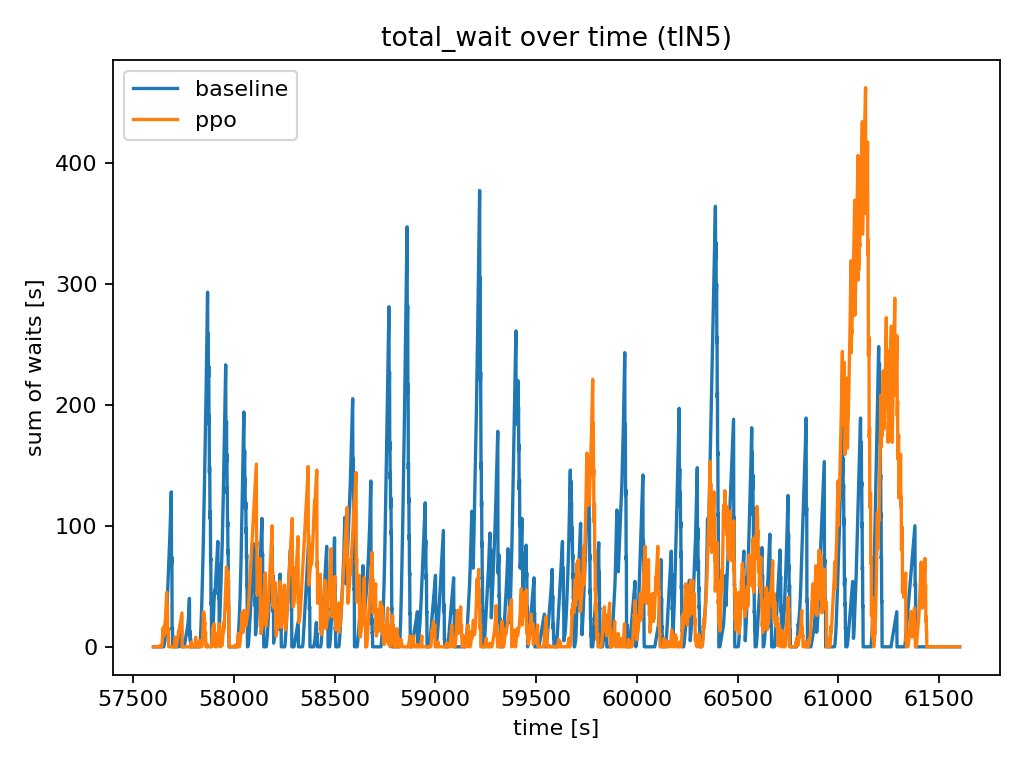 total_wait over time (tlN5)
baseline
ppo
sum of waits [s]
400
300
200
100
0
57500 58000 58500 59000 59500 60000 60500 61000 61500
time [s]